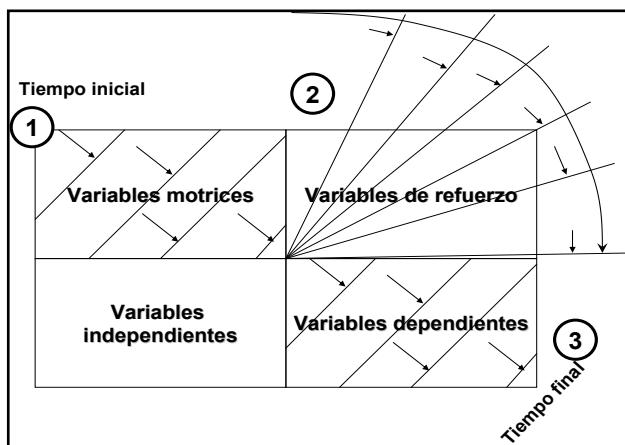 Tiempo inicial
1
2
Variables motrices
Variables de refuerzo
Variables
independientes
Variables dependientes
3
Tiempo final